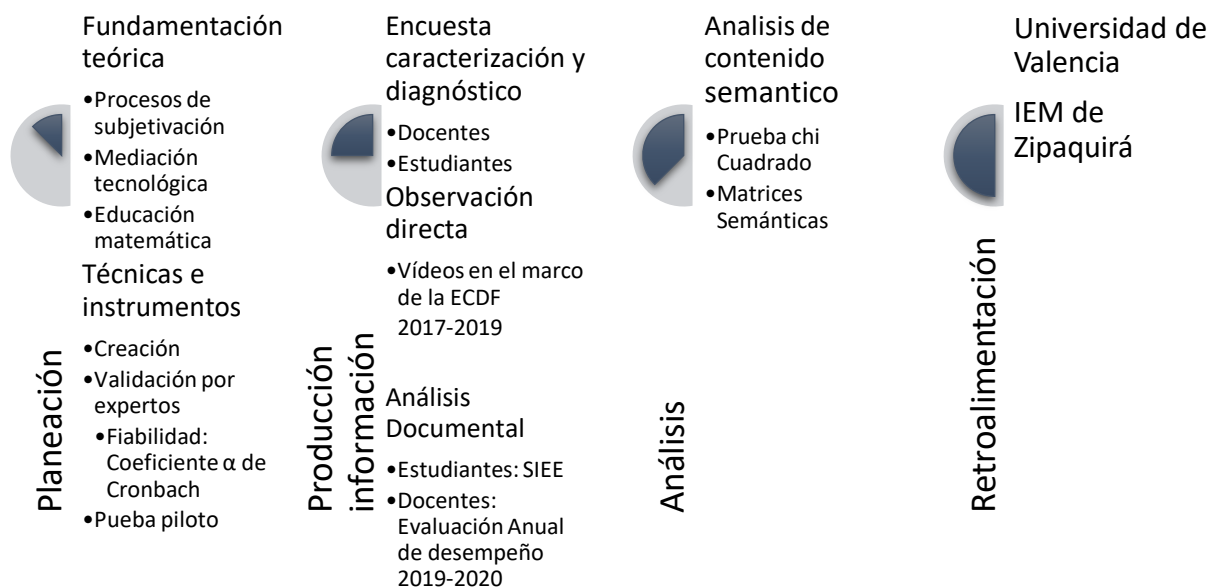 Planeación
Fundamentación
teórica
•Procesos de
subjetivación
•Mediación
tecnológica
•Educación
matemática
Técnicas e
instrumentos
•Creación
•Validación por
expertos
•Fiabilidad:
Coeficiente α de
Cronbach
•Pueba piloto
Producción
información
Encuesta
caracterización y
diagnóstico
•Docentes
•Estudiantes
Observación
directa
•Vídeos en el marco
de la ECDF
2017-2019
Análisis
Documental
•Estudiantes: SIEE
•Docentes:
Evaluación Anual
de desempeño
2019-2020
Análisis
Analisis de
contenido
semantico
•Prueba chi
Cuadrado
•Matrices
Semánticas
Retroalimentación
Universidad de
Valencia
IEM de
Zipaquirá